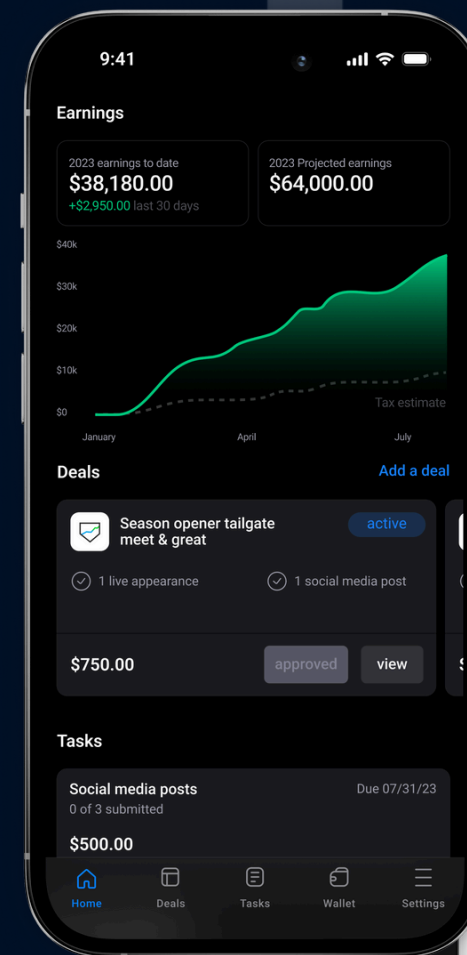 9:41
Earnings
2023 earnings to date
$38,180.00
+$2,950.00 last 30 days
2023 Projected earnings
$64,000.00
$40k
$30k
$20k
$10k
$0
Tax estimate
January
April
July
Deals
Add a deal
Season opener tailgate
meet & great
active
1 live appearance
1 social media post
$750.00
approved
view
Tasks
Social media posts
Due 07/31/23
0 of 3 submitted
$500.00
Home
Deals
Tasks
Wallet
Settings